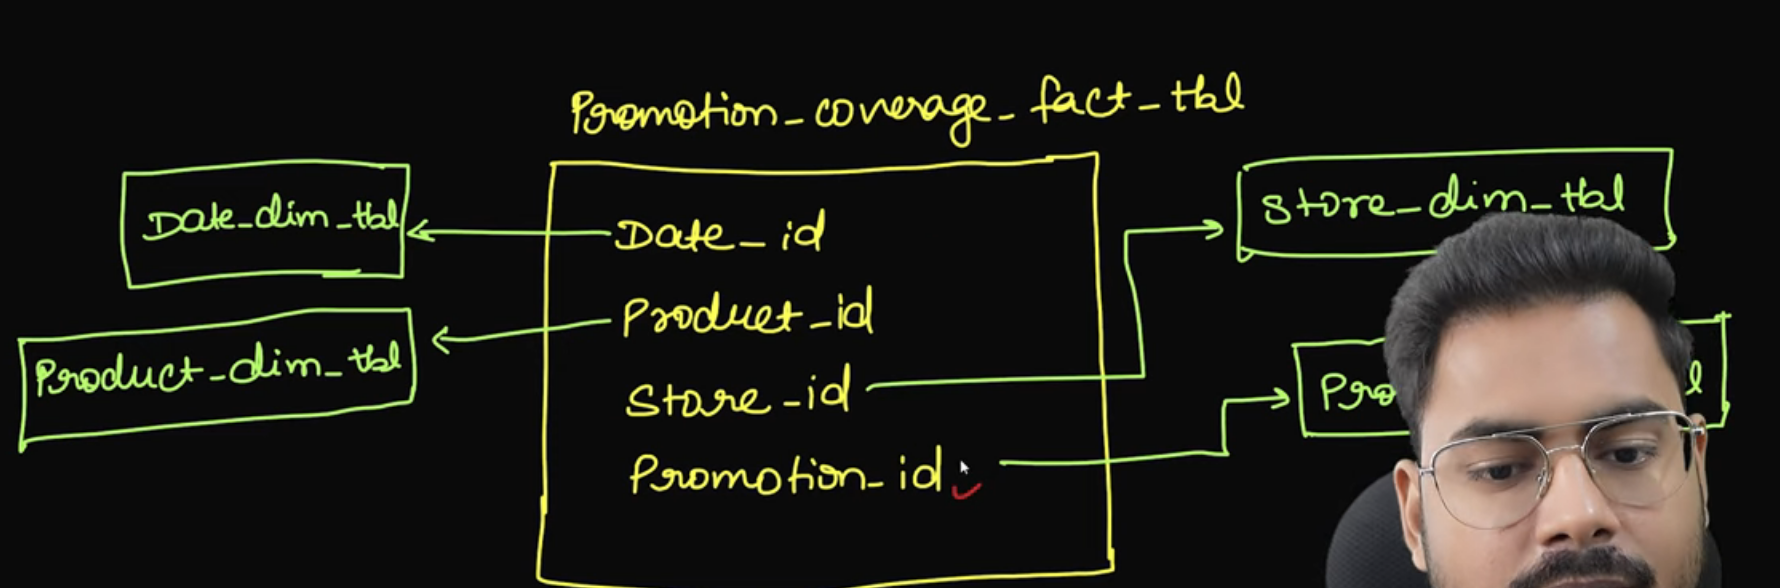 Promotion_coverage_fact_tbl
Date_dim_tbl
Product_dim_tbl
Date_id
Product_id
Store_id
Promotion_id
Store_dim_tbl